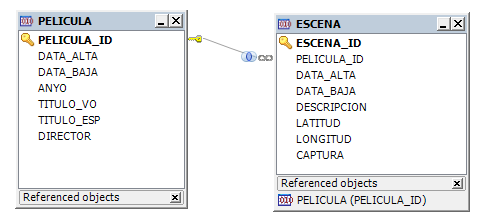 PELICULA
PELICULA_ID
DATA_ALTA
DATA_BAJA
ANYO
TITULO_VO
TITULO_ESP
DIRECTOR
Referenced objects
ESCENA
ESCENA_ID
PELICULA_ID
DATA_ALTA
DATA_BAJA
DESCRIPCION
LATITUD
LONGITUD
CAPTURA
Referenced objects
PELICULA (PELICULA_ID)